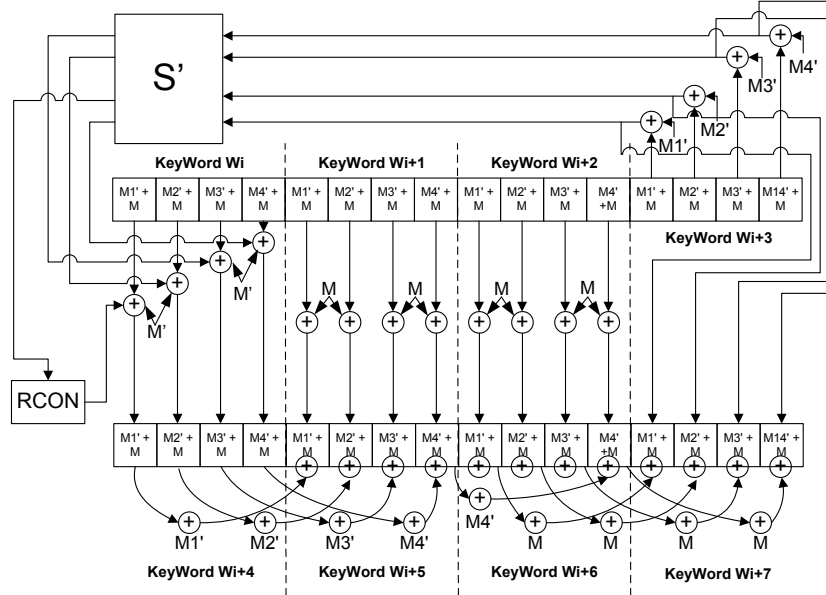 S’
M4'
M3'
M2'
M1'
KeyWord Wi
KeyWord Wi+1
KeyWord Wi+2
M1' + M
M2' + M
M3' + M
M4' + M
M1' + M
M2' + M
M3' + M
M4' + M
M1' + M
M2' + M
M3' + M
M4' +M
M1' + M
M2' + M
M3' + M
M14' + M
KeyWord Wi+3
M’
M’
M
M
M
M
RCON
M1' + M
M2' + M
M3' + M
M4' + M
M1' + M
M2' + M
M3' + M
M4' + M
M1' + M
M2' + M
M3' + M
M4' +M
M1' + M
M2' + M
M3' + M
M14' + M
M1'
M2'
M3'
M4'
M4'
M
M
M
M
KeyWord Wi+4
KeyWord Wi+5
KeyWord Wi+6
KeyWord Wi+7